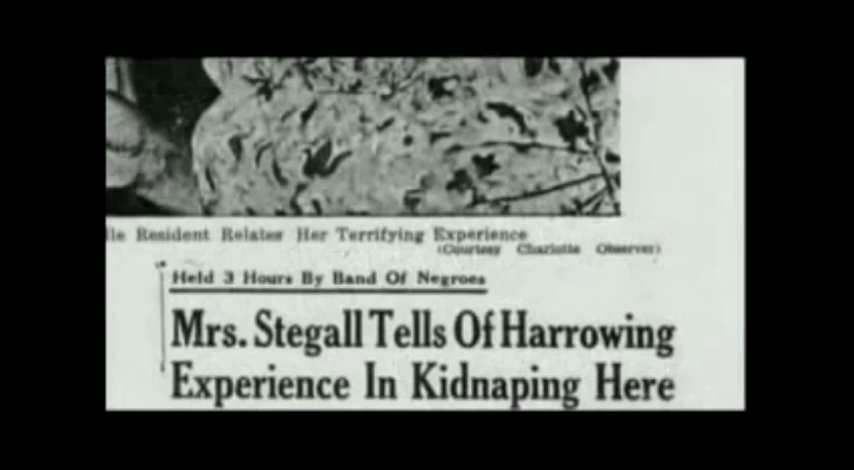 lle Resident Relates Her Terrifying Experience
(Courtesy Charlotte Observer)
Held 3 Hours By Band Of Negroes
Mrs. Stegall Tells Of Harrowing
Experience In Kidnaping Here